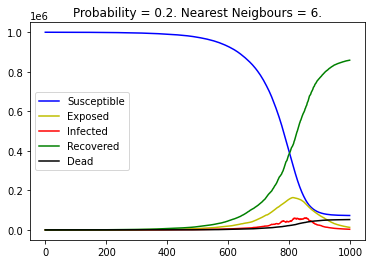 Probability = 0.2. Nearest Neigbours = 6.
1e6
1.0
0.8
0.6
0.4
0.2
0.0
Susceptible
Exposed
Infected
Recovered
Dead
0 200 400 600 800 1000